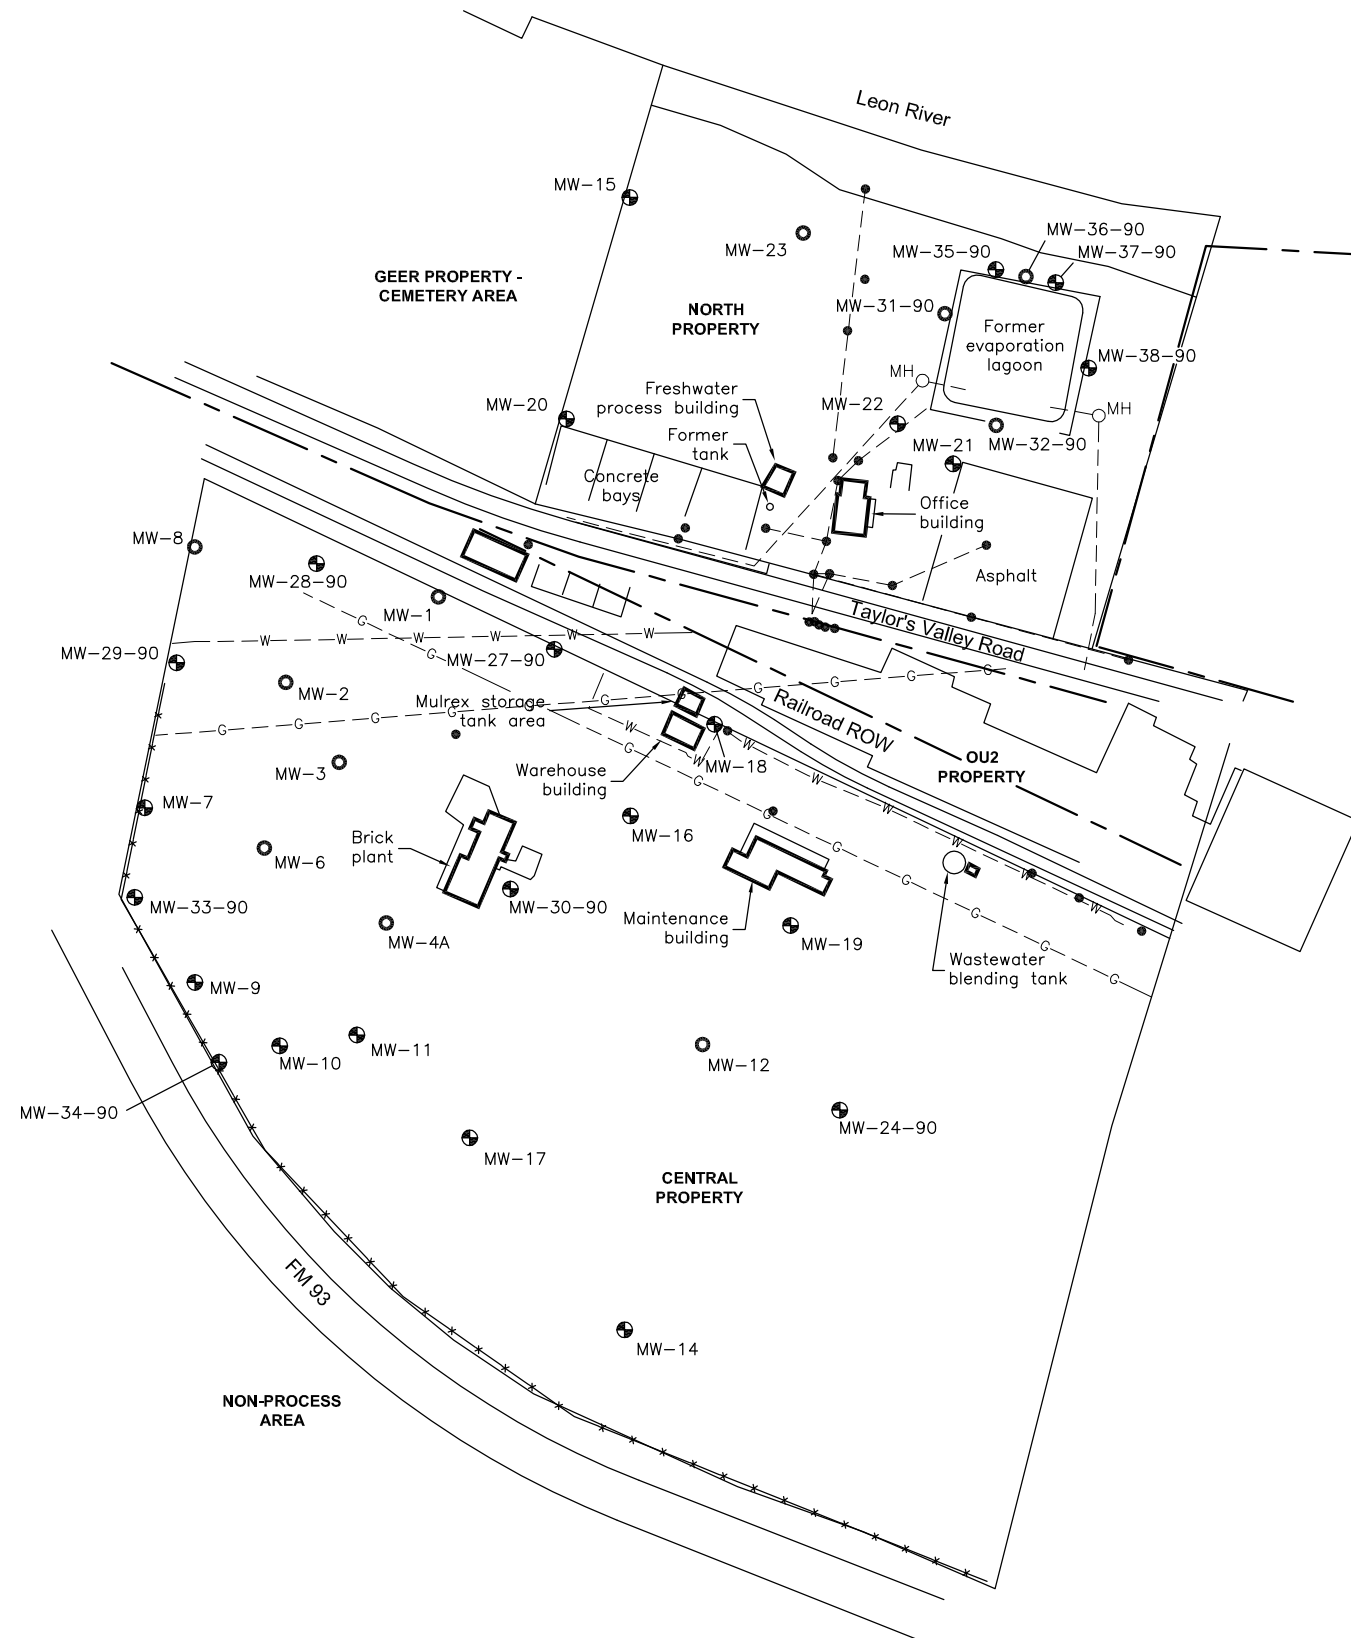 Leon River
MW-15
MW-23
MW-36-90
MW-35-90
MW-37-90
GEER PROPERTY -
CEMETERY AREA
NORTH
PROPERTY
MW-31-90
Former
evaporation
lagoon
MW-38-90
MH
MH
Freshwater
process building
MW-20
MW-22
Former
tank
MW-21
MW-32-90
Concrete
bays
Office
building
MW-8
MW-28-90
Asphalt
MW-1
Taylor's Valley Road
G
W
W
W
W
W
W
MW-29-90
G
MW-27-90
MW-2
Mulrex storage
tank area
G
G
G
G
G
G
G
G
G
G
Railroad ROW
W
W
G
W
MW-18
OU2
PROPERTY
MW-3
Warehouse
building
G
W
MW-7
MW-16
G
W
Brick
plant
MW-6
G
W
W
G
MW-33-90
MW-30-90
MW-4A
Maintenance
building
MW-19
G
W
G
Wastewater
blending tank
G
MW-9
MW-10
MW-11
MW-12
MW-34-90
MW-24-90
MW-17
CENTRAL
PROPERTY
FM 93
MW-14
NON-PROCESS
AREA